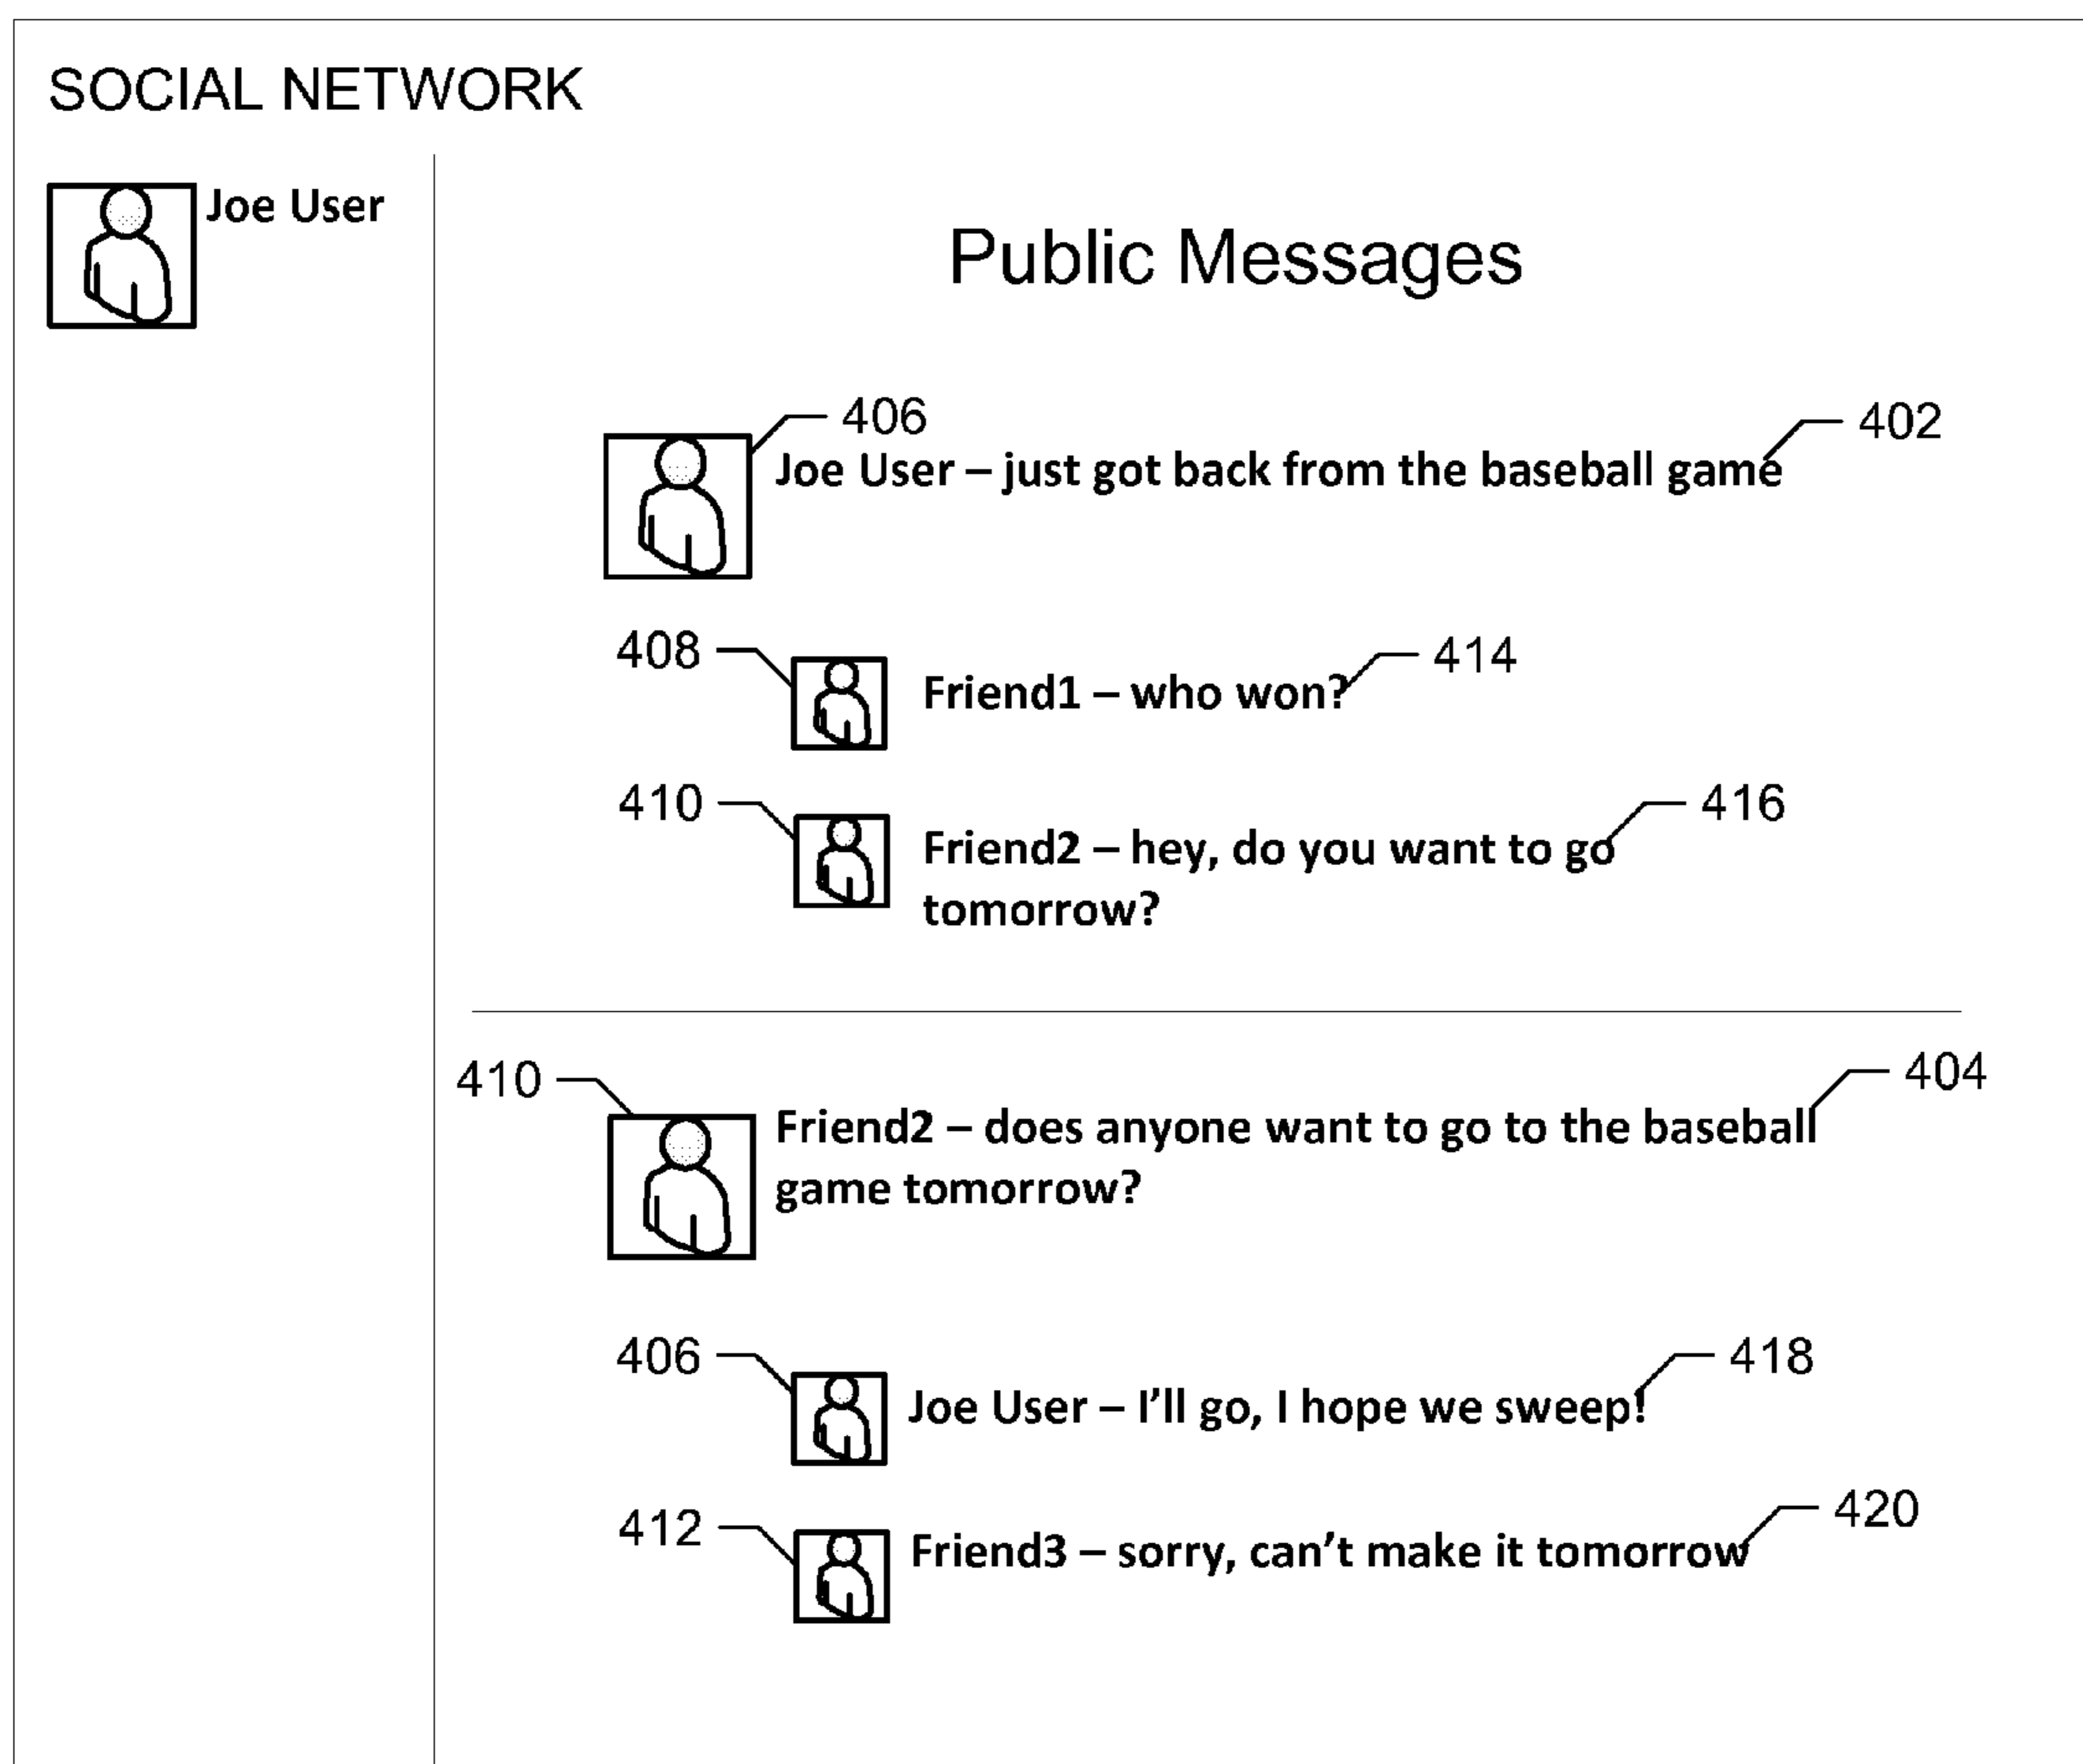 SOCIAL NETWORK
Joe User
Public Messages
406
402
Joe User – just got back from the baseball game
408
414
Friend1 – who won?
410
416
Friend2 – hey, do you want to go
tomorrow?
410
404
Friend2 – does anyone want to go to the baseball
game tomorrow?
406
418
Joe User – I’ll go, I hope we sweep!
412
420
Friend3 – sorry, can’t make it tomorrow